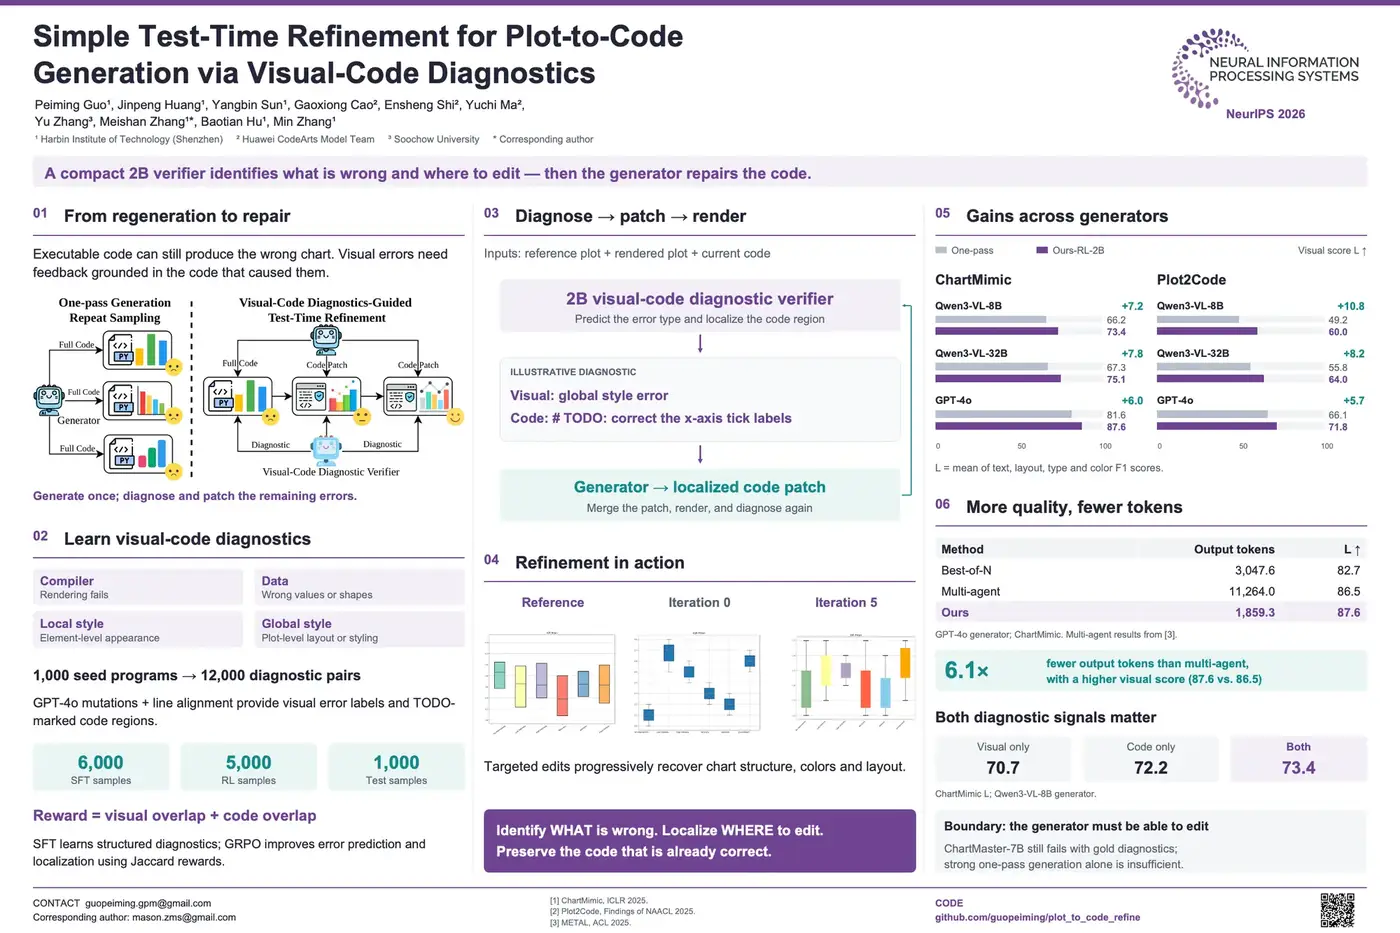 Simple Test-Time Refinement for Plot-to-Code
Generation via Visual-Code Diagnostics
Peiming Guo¹, Jinpeng Huang¹, Yangbin Sun¹, Gaoxiong Cao², Ensheng Shi², Yuchi Ma²,
Yu Zhang³, Meishan Zhang¹*, Baotian Hu¹, Min Zhang¹
¹ Harbin Institute of Technology (Shenzhen) ² Huawei CodeArts Model Team ³ Soochow University * Corresponding author
NEURAL INFORMATION
PROCESSING SYSTEMS
NeurIPS 2026
A compact 2B verifier identifies what is wrong and where to edit — then the generator repairs the code.
01 From regeneration to repair
Executable code can still produce the wrong chart. Visual errors need
feedback grounded in the code that caused them.
One-pass Generation
Repeat Sampling
Full Code
PY
Full Code
PY
Generator
Full Code
PY
Visual-Code Diagnostics-Guided
Test-Time Refinement
Full Code
Code Patch
Code Patch
PY
Diagnostic
Diagnostic
Visual-Code Diagnostic Verifier
Generate once; diagnose and patch the remaining errors.
02 Learn visual-code diagnostics
Compiler
Rendering fails
Data
Wrong values or shapes
Local style
Element-level appearance
Global style
Plot-level layout or styling
1,000 seed programs → 12,000 diagnostic pairs
GPT-4o mutations + line alignment provide visual error labels and TODO-
marked code regions.
6,000
SFT samples
5,000
RL samples
1,000
Test samples
Reward = visual overlap + code overlap
SFT learns structured diagnostics; GRPO improves error prediction and
localization using Jaccard rewards.
03 Diagnose → patch → render
Inputs: reference plot + rendered plot + current code
2B visual-code diagnostic verifier
Predict the error type and localize the code region
ILLUSTRATIVE DIAGNOSTIC
Visual: global style error
Code: # TODO: correct the x-axis tick labels
Generator → localized code patch
Merge the patch, render, and diagnose again
04 Refinement in action
Reference
Iteration 0
Iteration 5
Targeted edits progressively recover chart structure, colors and layout.
Identify WHAT is wrong. Localize WHERE to edit.
Preserve the code that is already correct.
05 Gains across generators
One-pass
Ours-RL-2B
Visual score L ↑
ChartMimic
Qwen3-VL-8B +7.2
66.2
73.4
Qwen3-VL-32B +7.8
67.3
75.1
GPT-4o +6.0
81.6
87.6
0 50 100
Plot2Code
Qwen3-VL-8B +10.8
49.2
60.0
Qwen3-VL-32B +8.2
55.8
64.0
GPT-4o +5.7
66.1
71.8
0 50 100
L = mean of text, layout, type and color F1 scores.
06 More quality, fewer tokens
Method Output tokens L ↑
Best-of-N 3,047.6 82.7
Multi-agent 11,264.0 86.5
Ours 1,859.3 87.6
GPT-4o generator; ChartMimic. Multi-agent results from [3].
6.1×
fewer output tokens than multi-agent,
with a higher visual score (87.6 vs. 86.5)
Both diagnostic signals matter
Visual only
70.7
Code only
72.2
Both
73.4
ChartMimic L; Qwen3-VL-8B generator.
Boundary: the generator must be able to edit
ChartMaster-7B still fails with gold diagnostics;
strong one-pass generation alone is insufficient.
CONTACT guopeiming.gpm@gmail.com
Corresponding author: mason.zms@gmail.com
[1] ChartMimic, ICLR 2025.
[2] Plot2Code, Findings of NAACL 2025.
[3] METAL, ACL 2025.
CODE
github.com/guopeiming/plot_to_code_refine